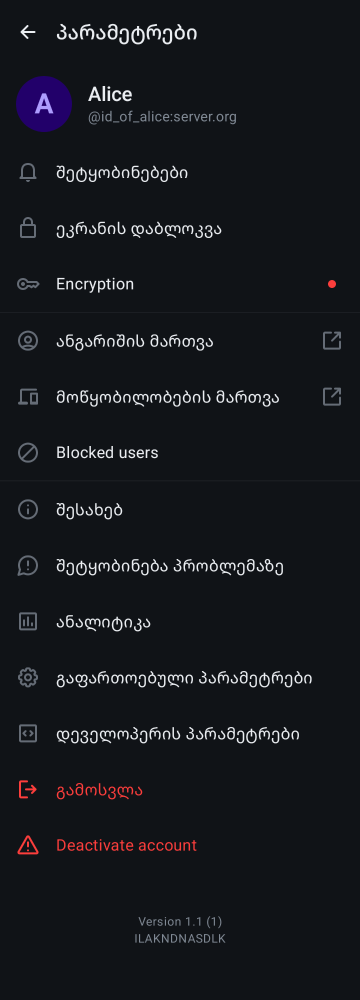 პარამეტრები
A
Alice
@id_of_alice:server.org
შეტყობინებები
ეკრანის დაბლოკვა
Encryption
ანგარიშის მართვა
მოწყობილობების მართვა
Blocked users
შესახებ
შეტყობინება პრობლემაზე
ანალიტიკა
გაფართოებული პარამეტრები
დეველოპერის პარამეტრები
გამოსვლა
Deactivate account
Version 1.1 (1)
ILAKNDNASDLK